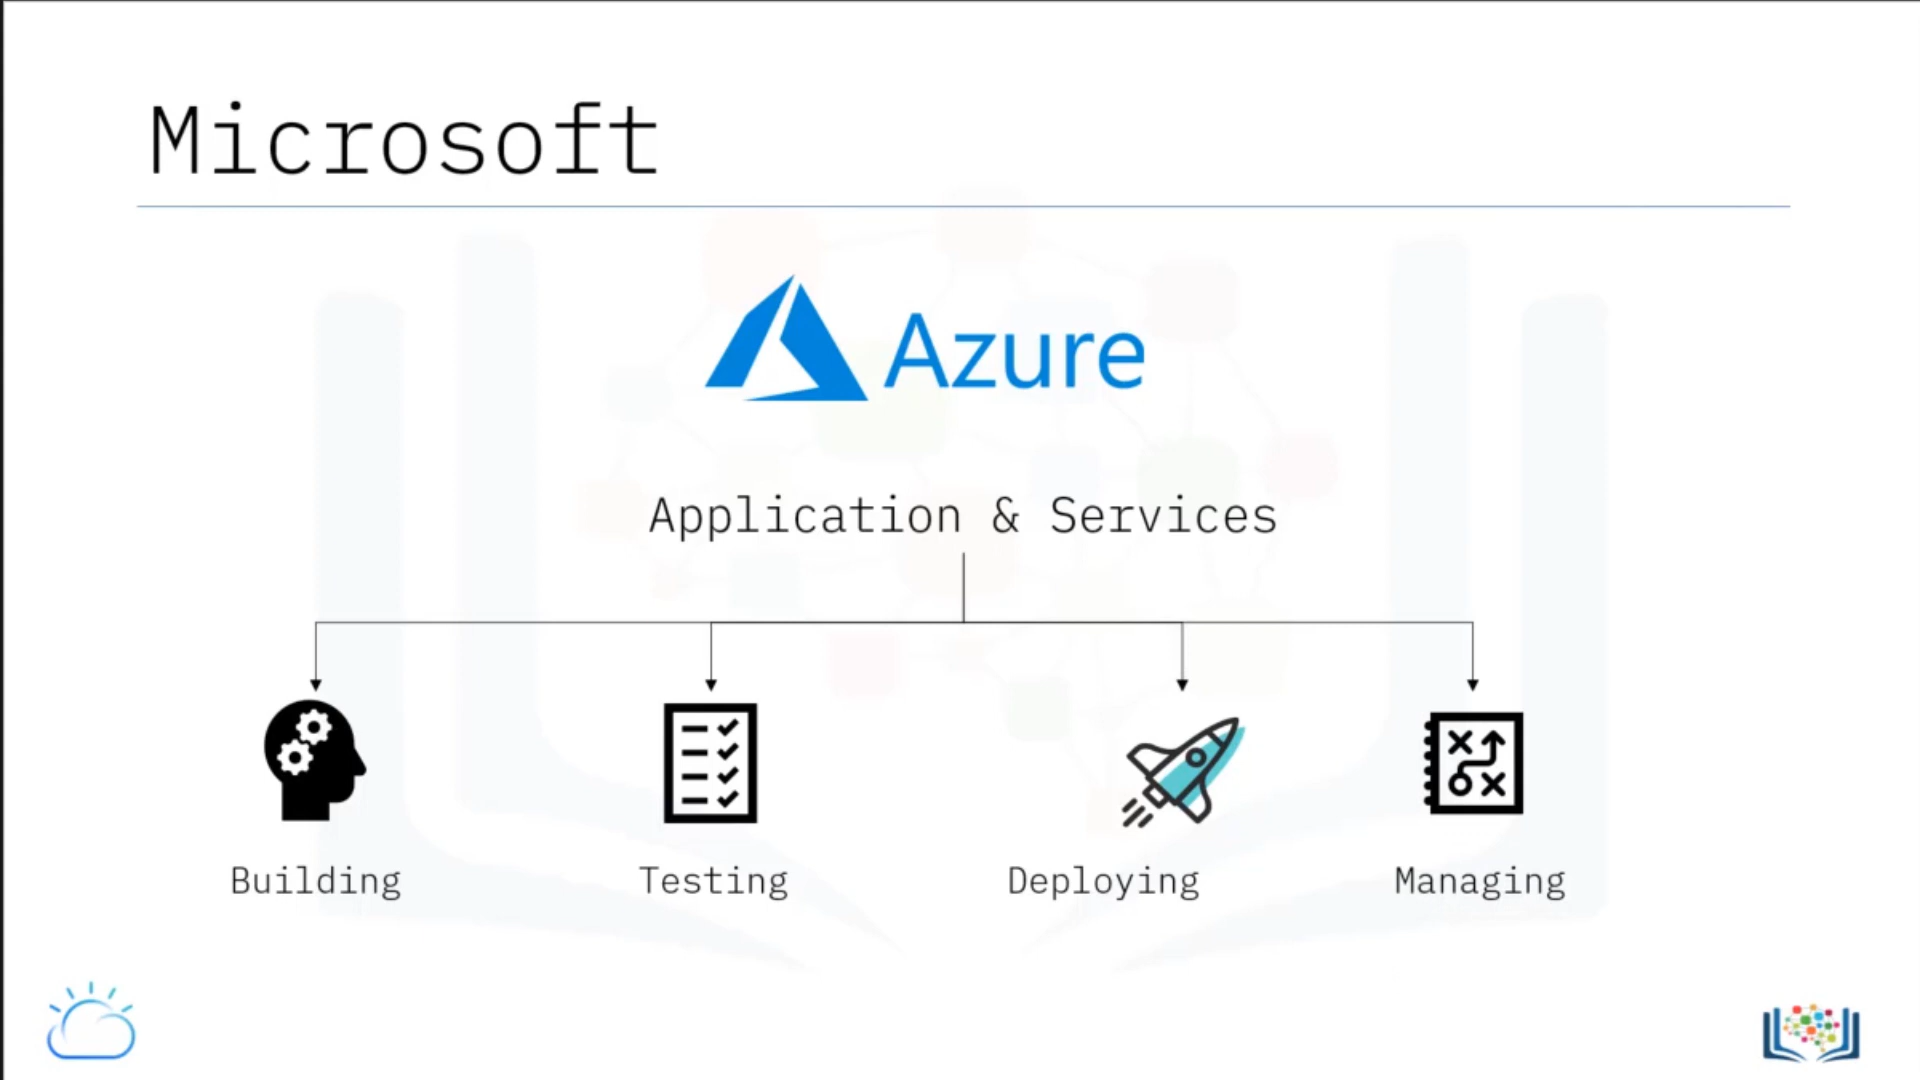 Microsoft
Azure
Application & Services
Building
Testing
Deploying
Managing